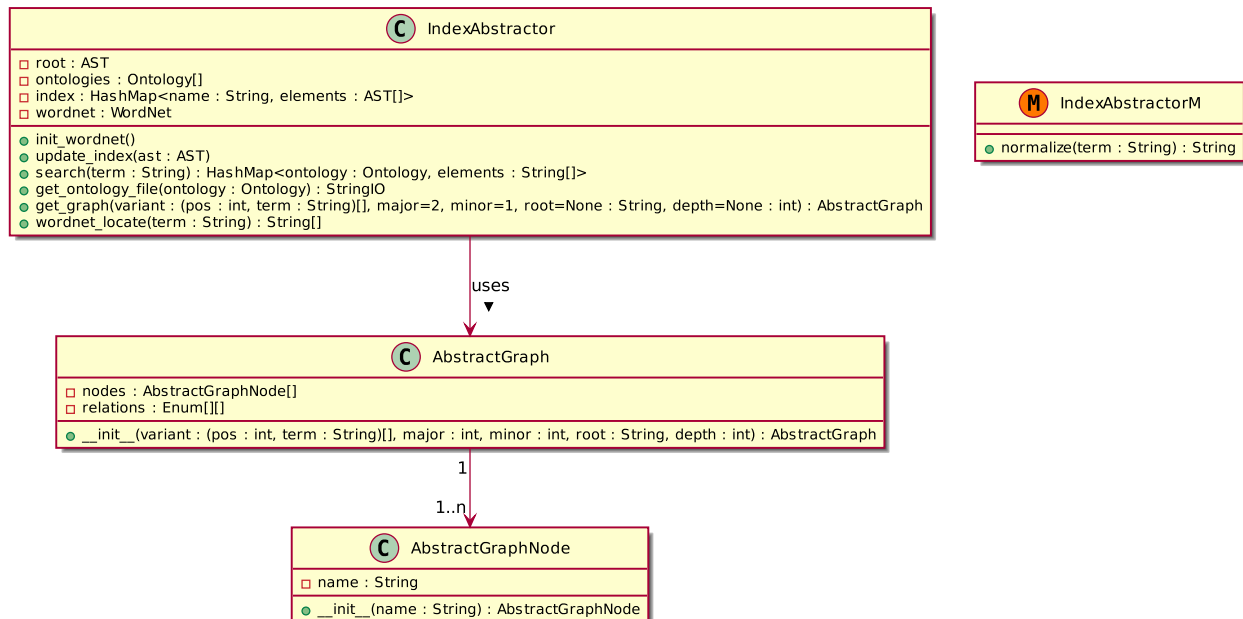 C IndexAbstractor
root : AST
ontologies : Ontology[]
index : HashMap<name : String, elements : AST[]>
wordnet : WordNet
init_wordnet()
update_index(ast : AST)
search(term : String) : HashMap<ontology : Ontology, elements : String[]>
get_ontology_file(ontology : Ontology) : StringIO
get_graph(variant : (pos : int, term : String)[], major=2, minor=1, root=None : String, depth=None : int) : AbstractGraph
wordnet_locate(term : String) : String[]
M IndexAbstractorM
normalize(term : String) : String
uses
C AbstractGraph
nodes : AbstractGraphNode[]
relations : Enum[][]
__init__(variant : (pos : int, term : String)[], major : int, minor : int, root : String, depth : int) : AbstractGraph
1
1..n
C AbstractGraphNode
name : String
__init__(name : String) : AbstractGraphNode